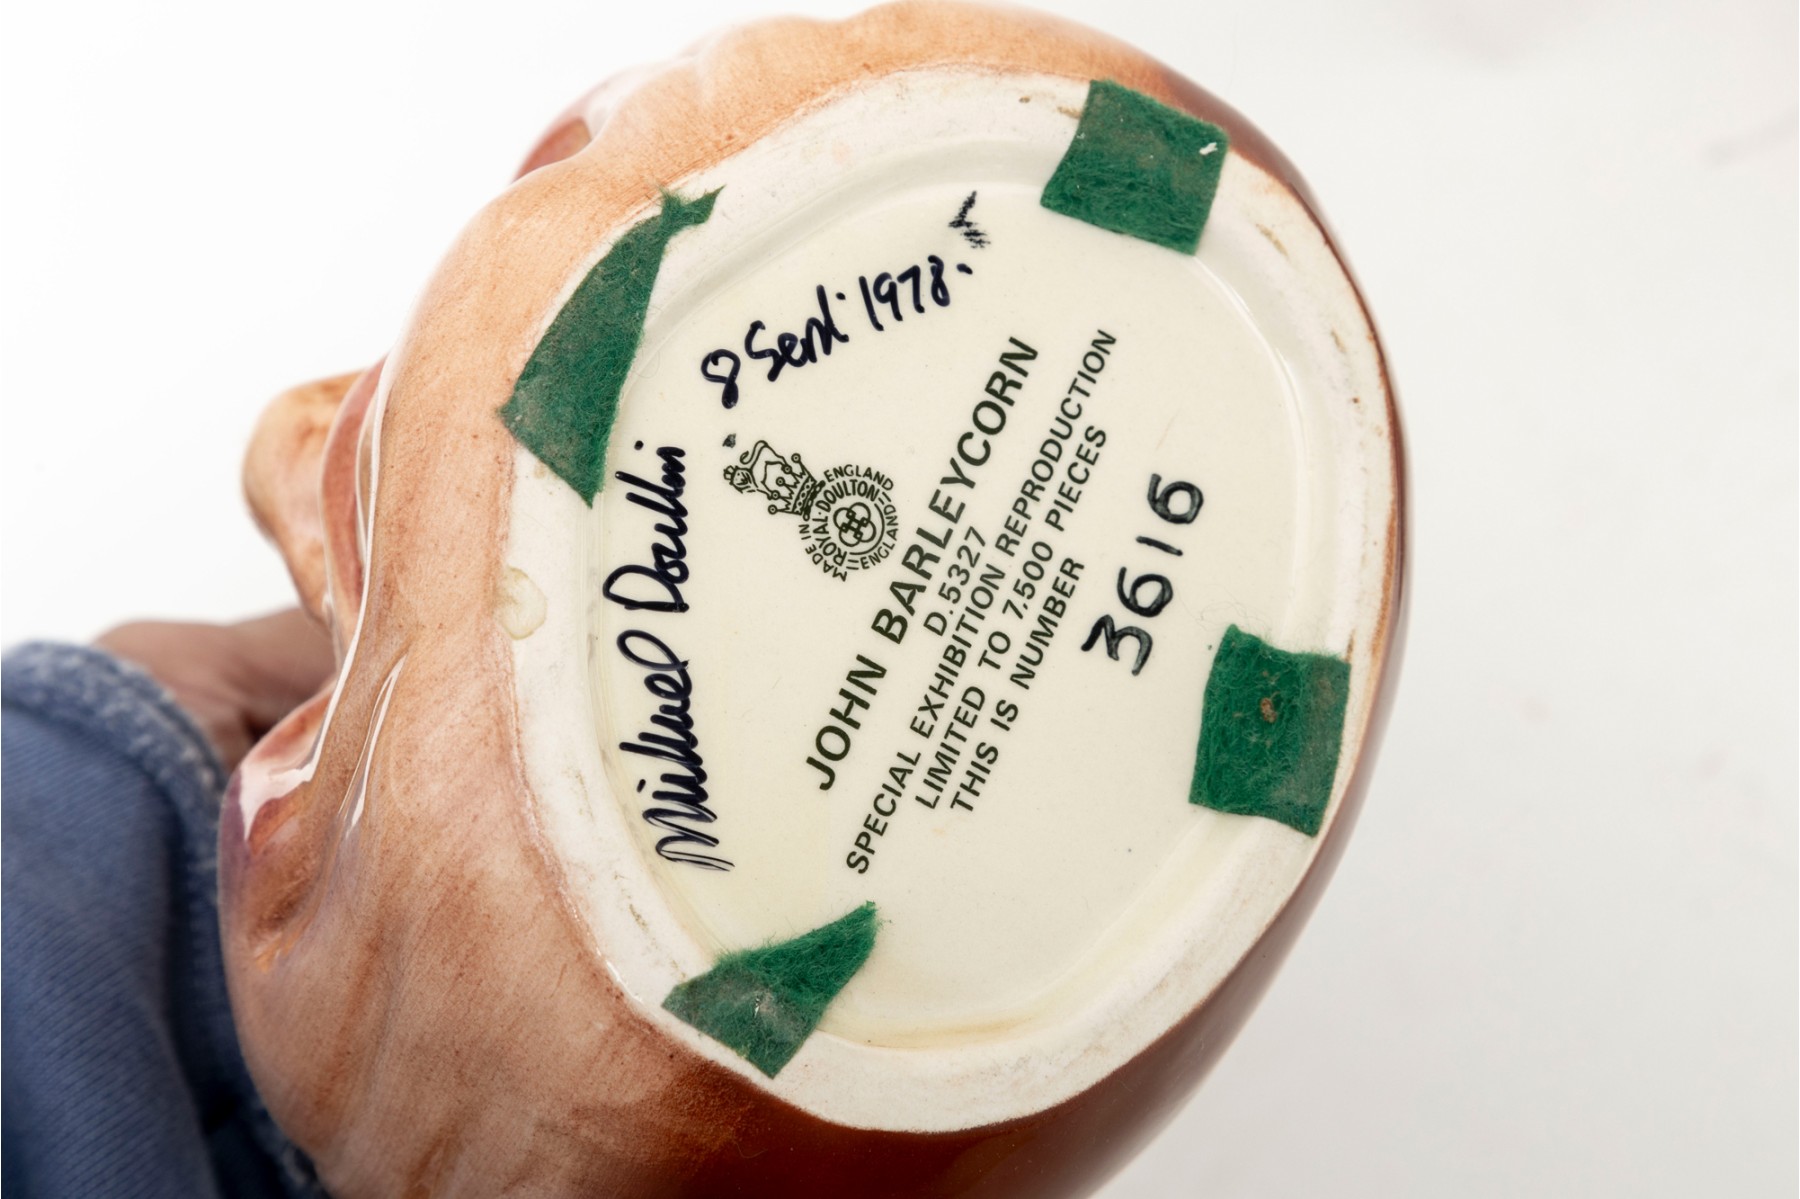 Michael Doulton
8 Sept. 1978.
MADE IN ENGLAND
ROYAL·DOULTON
ENGLAND
JOHN BARLEYCORN
D.5327
SPECIAL EXHIBITION REPRODUCTION
LIMITED TO 7,500 PIECES
THIS IS NUMBER
3616